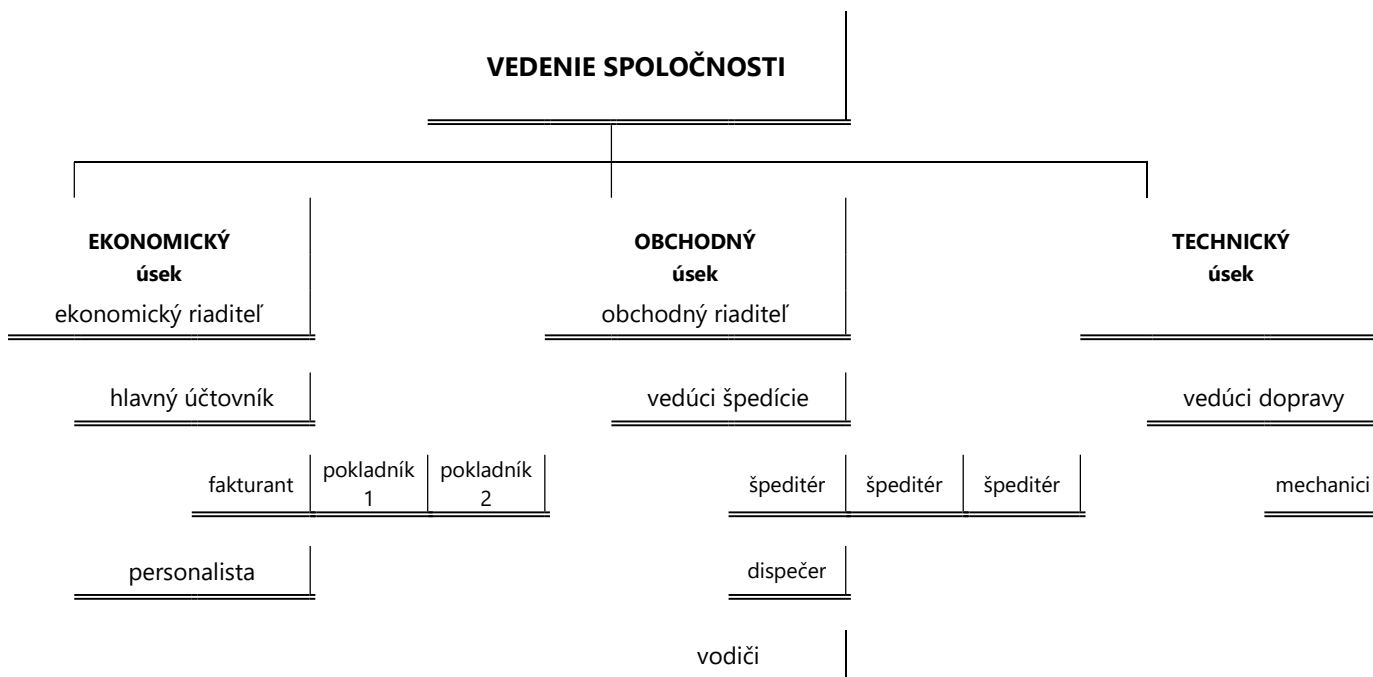 VEDENIE SPOLOČNOSTI
EKONOMICKÝ
úsek
ekonomický riaditeľ
OBCHODNÝ
úsek
obchodný riaditeľ
TECHNICKÝ
úsek
hlavný účtovník
vedúci špedície
vedúci dopravy
fakturant
pokladník
1
pokladník
2
špeditér
špeditér
špeditér
mechanici
personalista
dispečer
vodiči